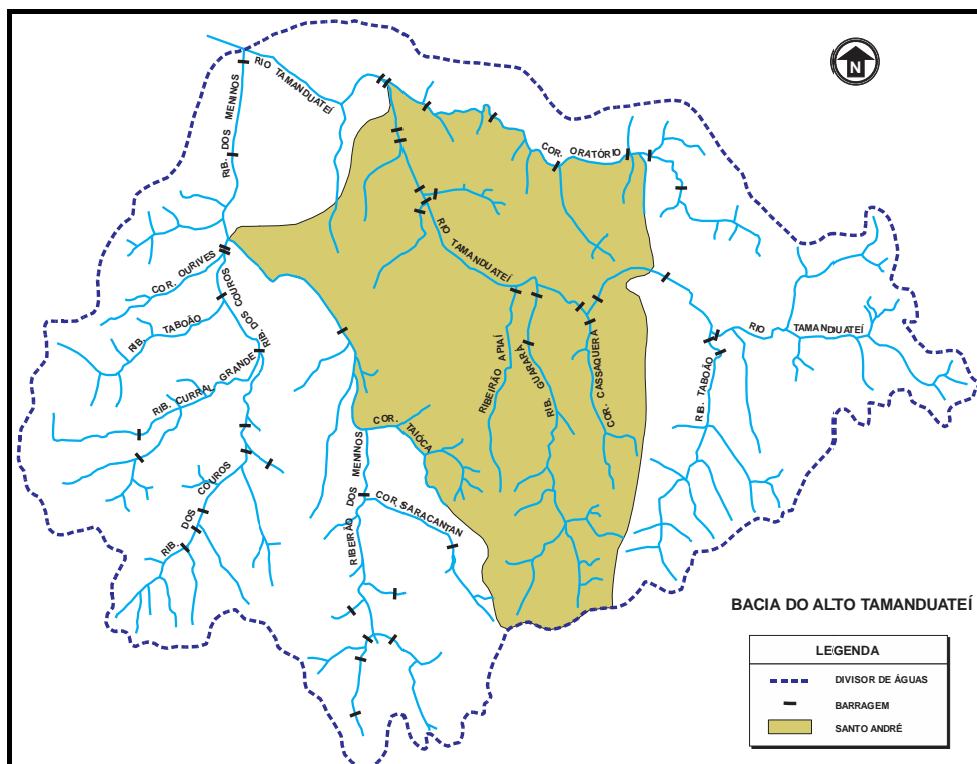 N
RIO TAMANDUATEÍ
RIB. DOS MENINOS
COR. ORATÓRIO
RIO TAMANDUATEÍ
COR. OURIVES
RIB. DOS COUROS
RIB. TABOÃO
RIB. CURRAL GRANDE
RIB. DOS COUROS
RIBEIRÃO DOS MENINOS
COR. TAIÓCA
COR.SARACANTAN
RIBEIRÃO APIAÍ
RIB. GUARARÁ
COR. CASSAQUERA
RIB. TABOÃO
RIO TAMANDUATEÍ
BACIA DO ALTO TAMANDUATEÍ
LEGENDA
DIVISOR DE ÁGUAS
BARRAGEM
SANTO ANDRÉ